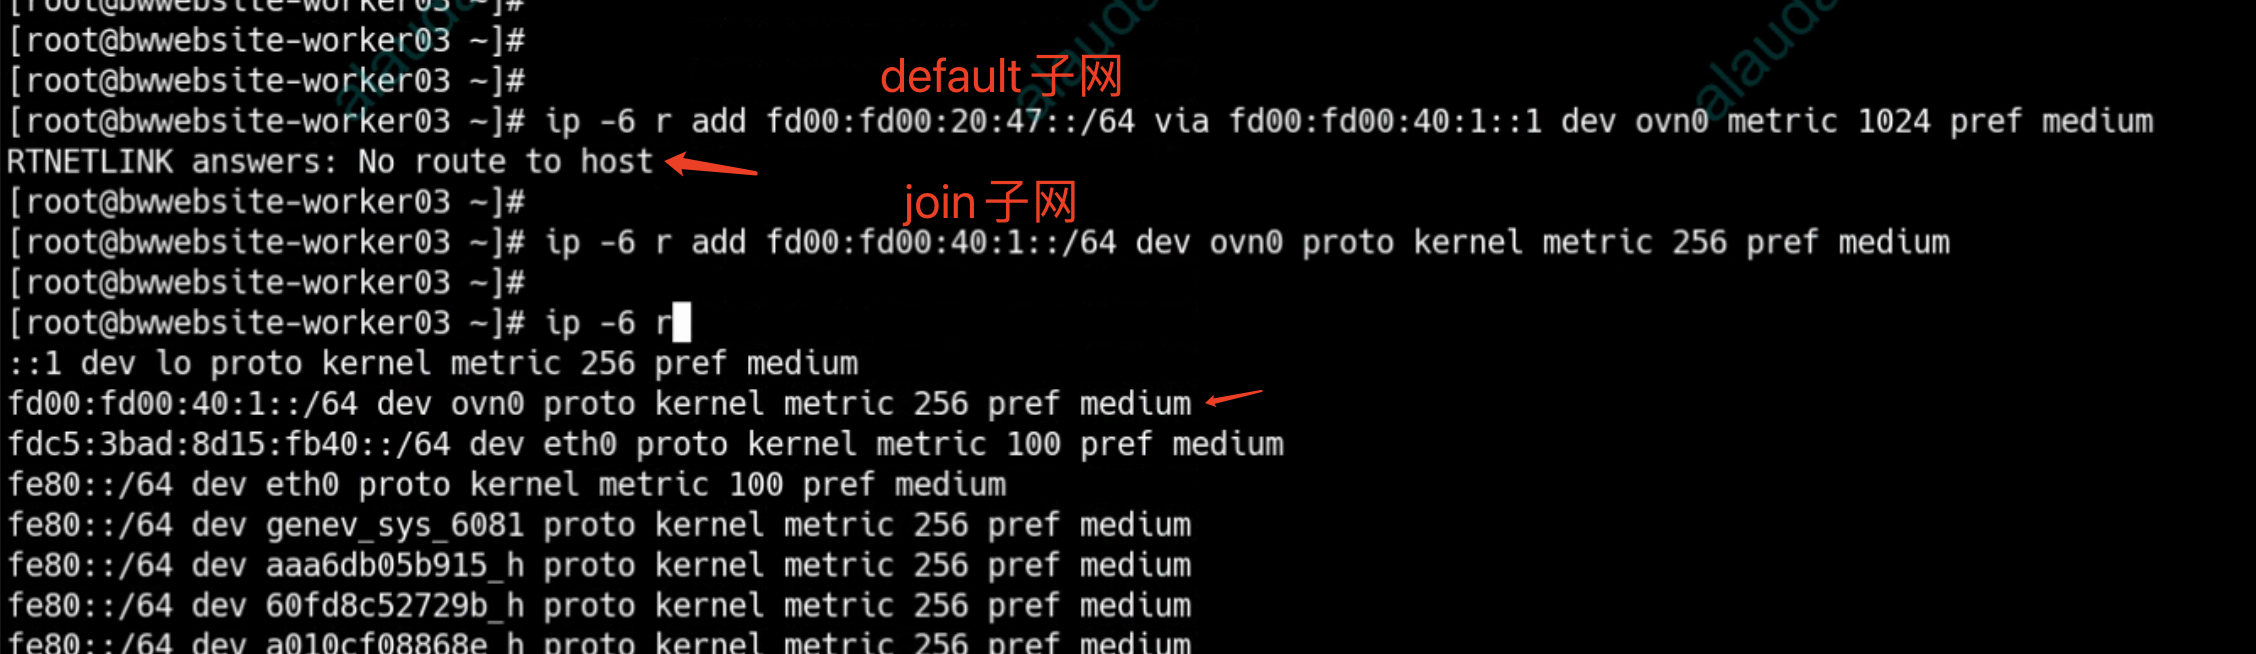 [root@bwwebsite-worker03 ~]#
[root@bwwebsite-worker03 ~]#
[root@bwwebsite-worker03 ~]#
default 子网
[root@bwwebsite-worker03 ~]# ip -6 r add fd00:fd00:20:47::/64 via fd00:fd00:40:1::1 dev ovn0 metric 1024 pref medium
RTNETLINK answers: No route to host
[root@bwwebsite-worker03 ~]#
join 子网
[root@bwwebsite-worker03 ~]# ip -6 r add fd00:fd00:40:1::/64 dev ovn0 proto kernel metric 256 pref medium
[root@bwwebsite-worker03 ~]#
[root@bwwebsite-worker03 ~]# ip -6 r
::1 dev lo proto kernel metric 256 pref medium
fd00:fd00:40:1::/64 dev ovn0 proto kernel metric 256 pref medium
fdc5:3bad:8d15:fb40::/64 dev eth0 proto kernel metric 100 pref medium
fe80::/64 dev eth0 proto kernel metric 100 pref medium
fe80::/64 dev genev_sys_6081 proto kernel metric 256 pref medium
fe80::/64 dev aaa6db05b915_h proto kernel metric 256 pref medium
fe80::/64 dev 60fd8c52729b_h proto kernel metric 256 pref medium
fe80::/64 dev a010cf08868e_h proto kernel metric 256 pref medium
alauda
alauda
alauda